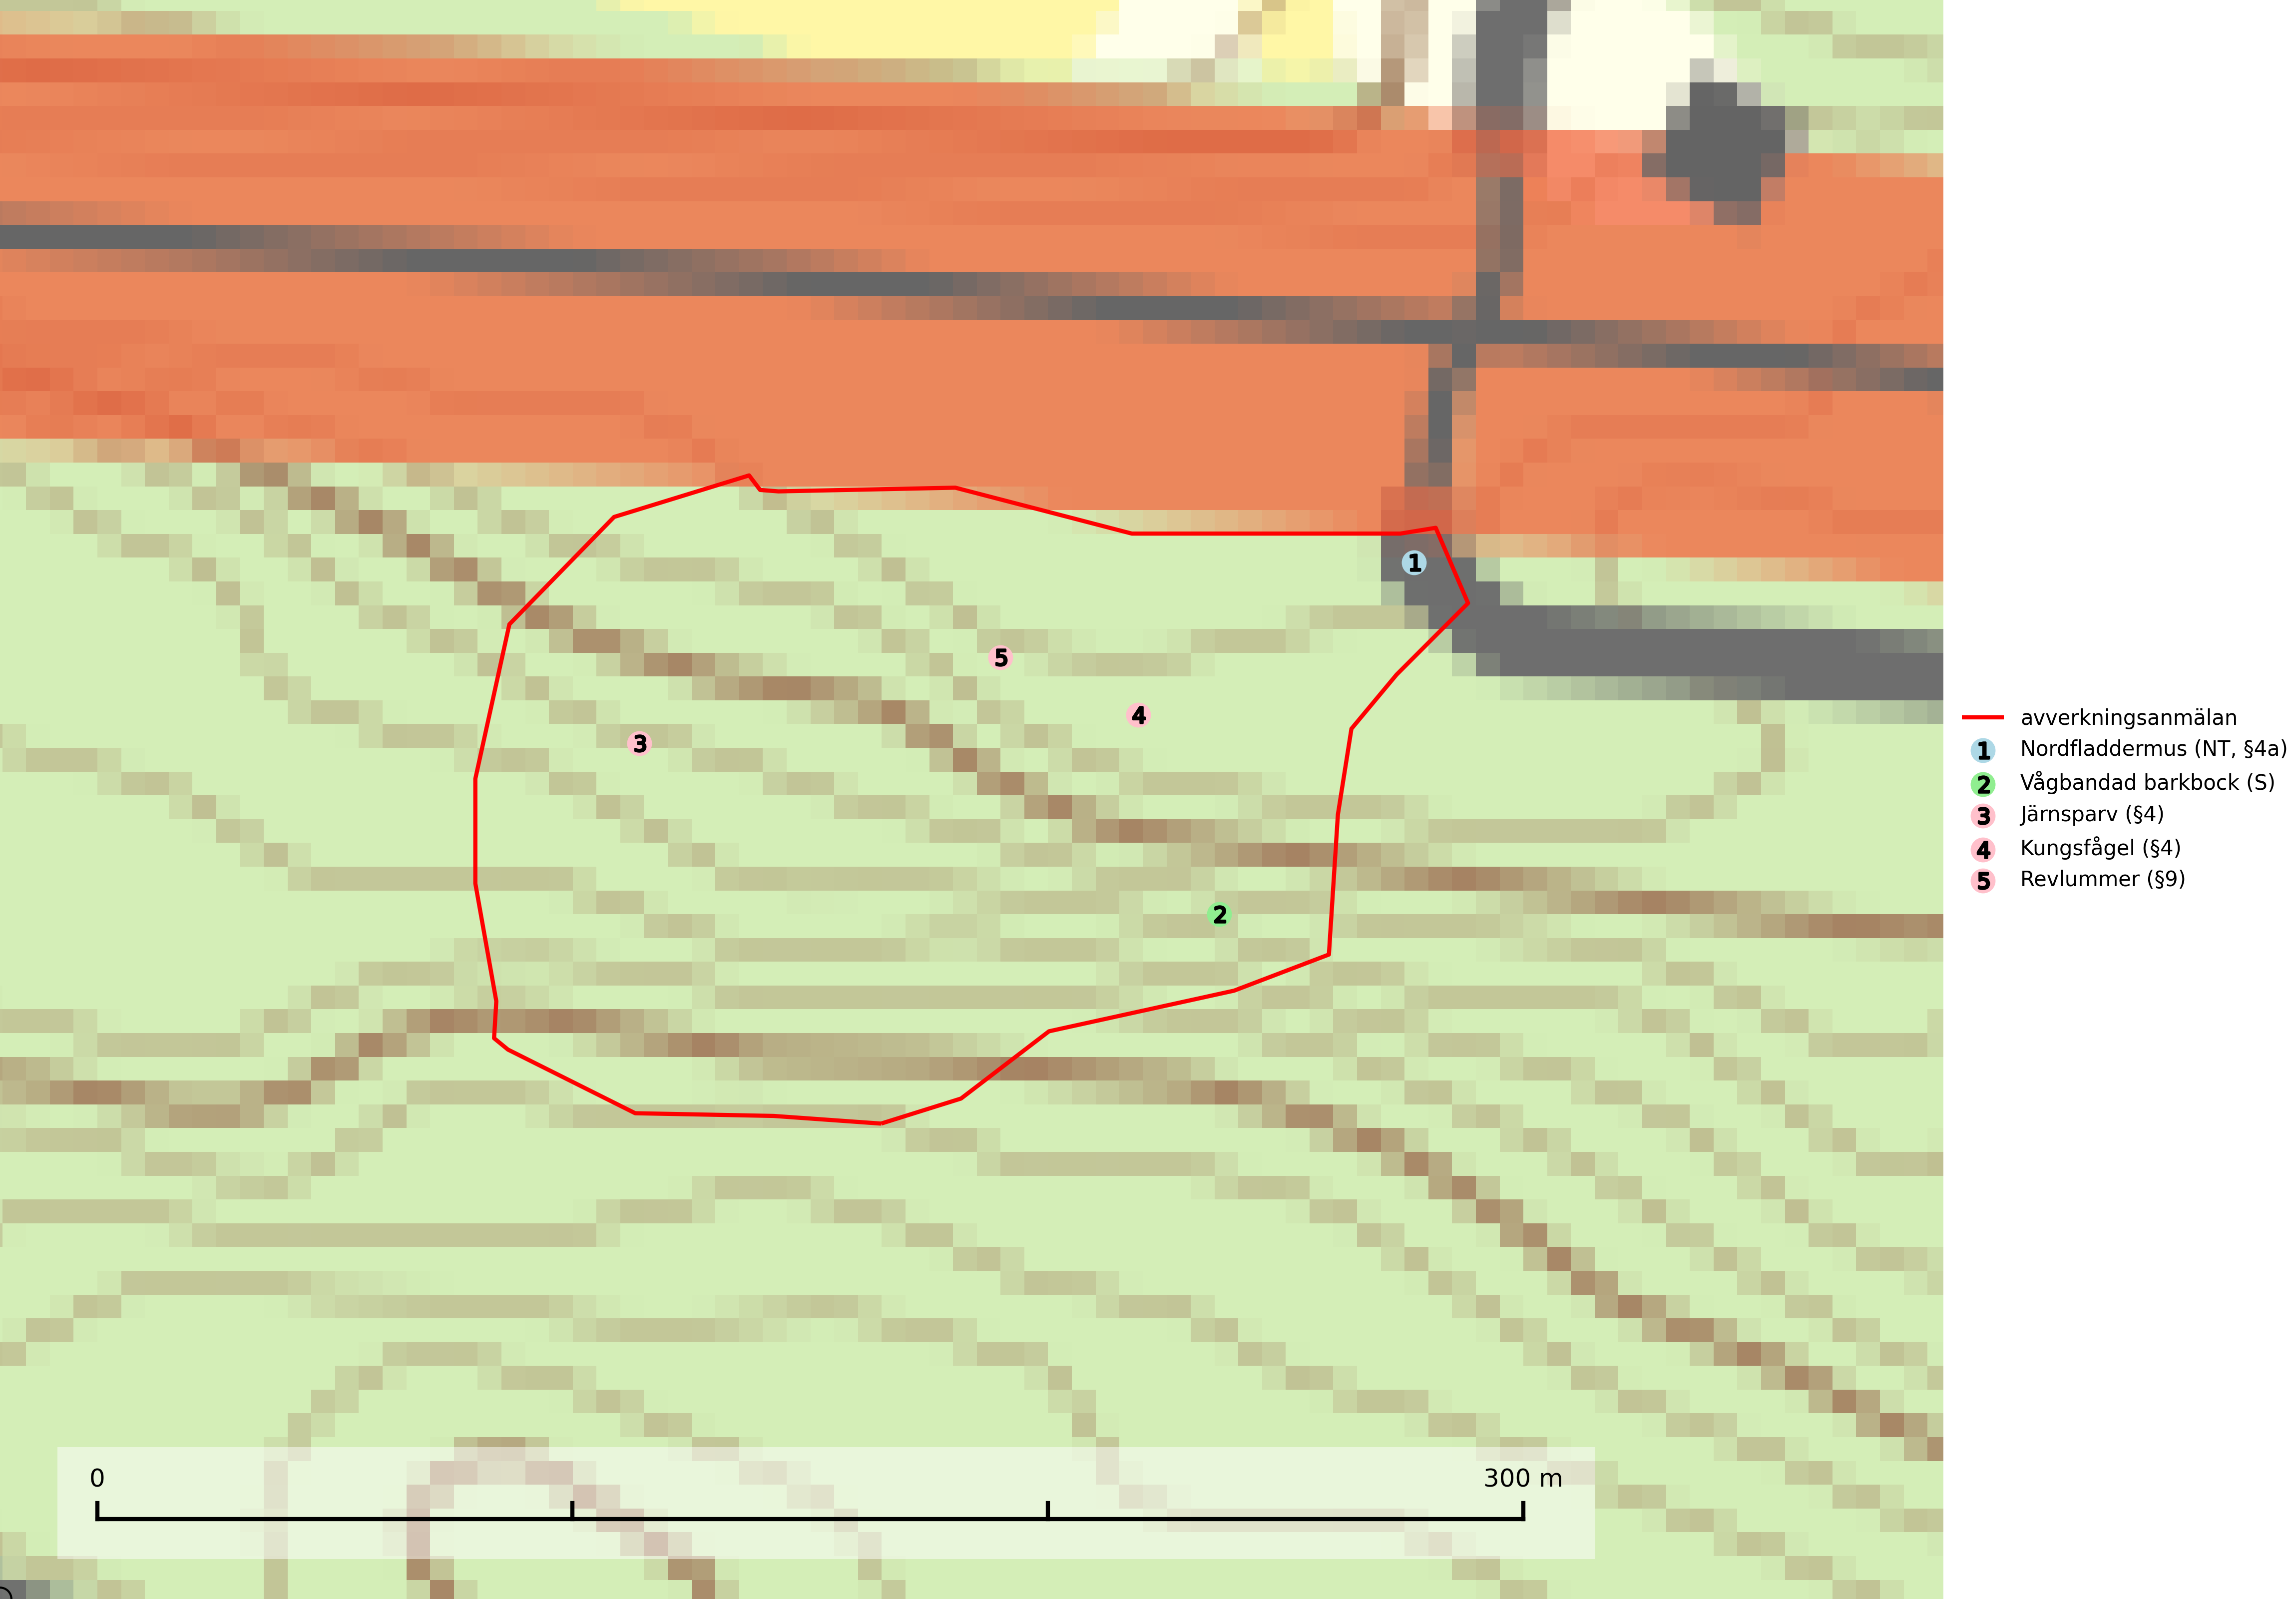 1
5
4
3
2
avverkningsanmälan
1 Nordfladdermus (NT, §4a)
2 Vågbandad barkbock (S)
3 Järnsparv (§4)
4 Kungsfågel (§4)
5 Revlummer (§9)
0 300 m